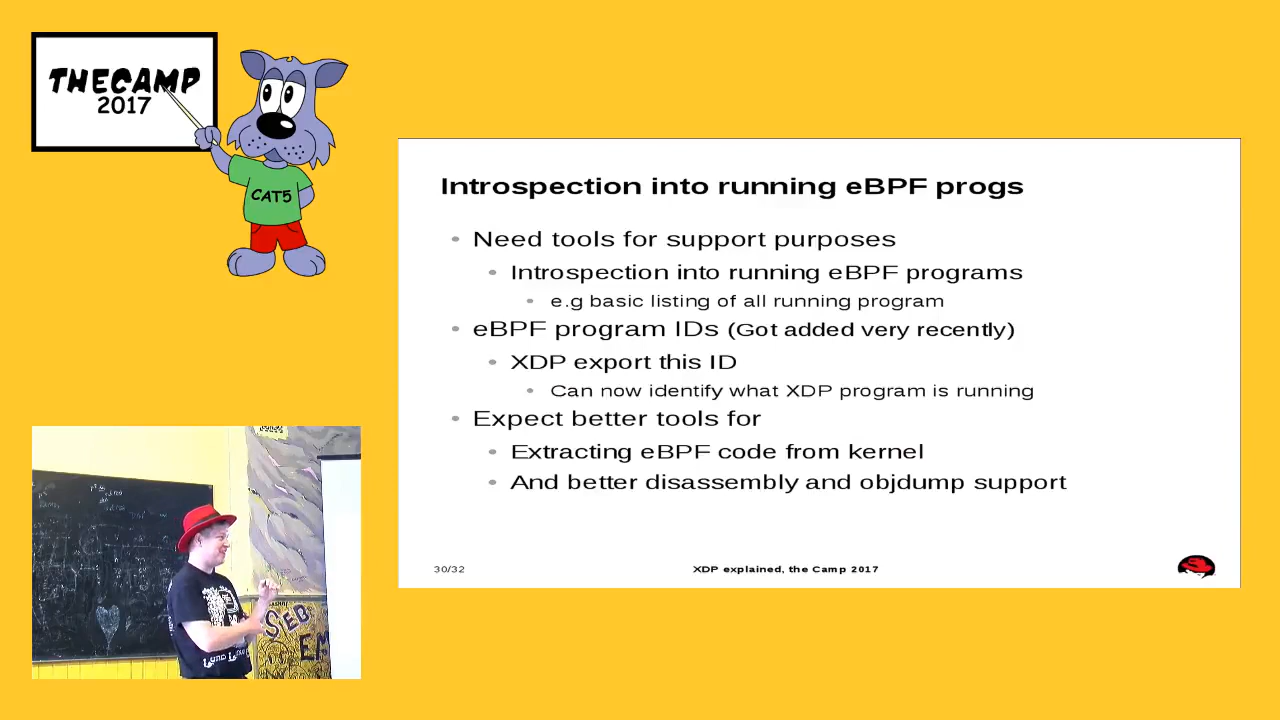 THECAMP
2017
CAT5
Introspection into running eBPF progs
Need tools for support purposes
Introspection into running eBPF programs
e.g basic listing of all running program
eBPF program IDs (Got added very recently)
XDP export this ID
Can now identify what XDP program is running
Expect better tools for
Extracting eBPF code from kernel
And better disassembly and objdump support
30/32
XDP explained, the Camp 2017
SEB
EM